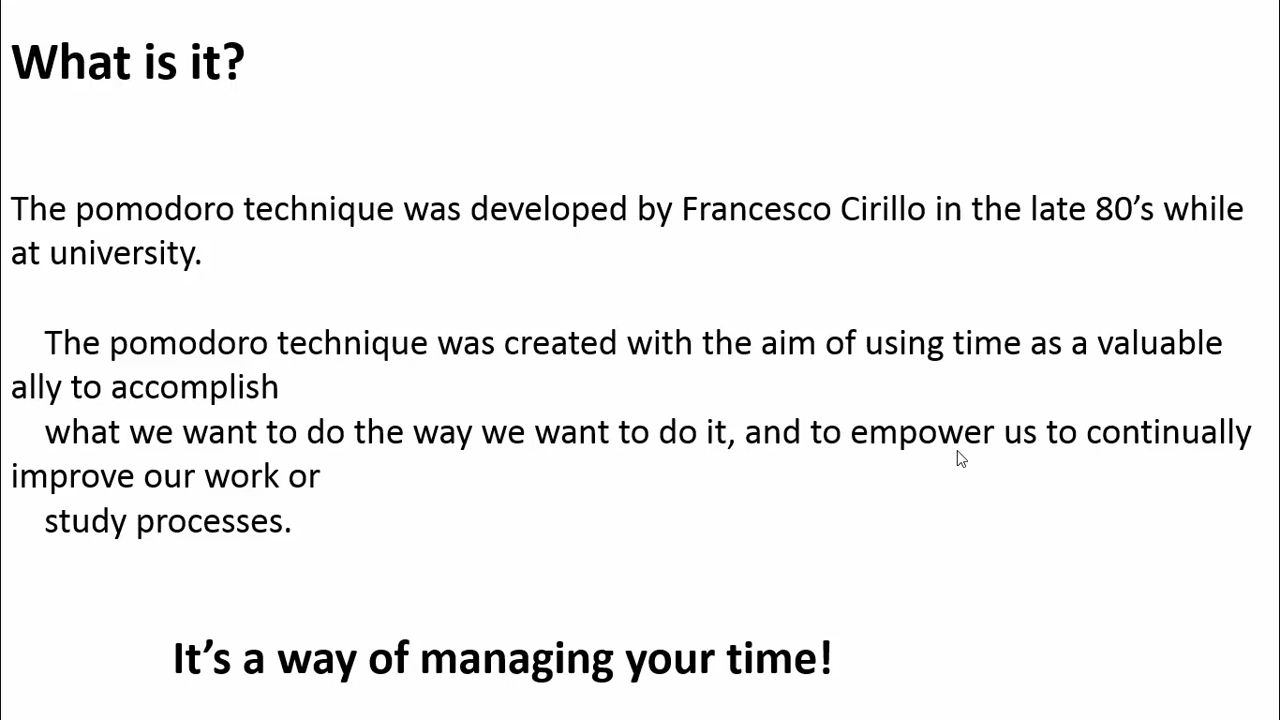 What is it?
The pomodoro technique was developed by Francesco Cirillo in the late 80’s while
at university.
The pomodoro technique was created with the aim of using time as a valuable
ally to accomplish
what we want to do the way we want to do it, and to empower us to continually
improve our work or
study processes.
It’s a way of managing your time!